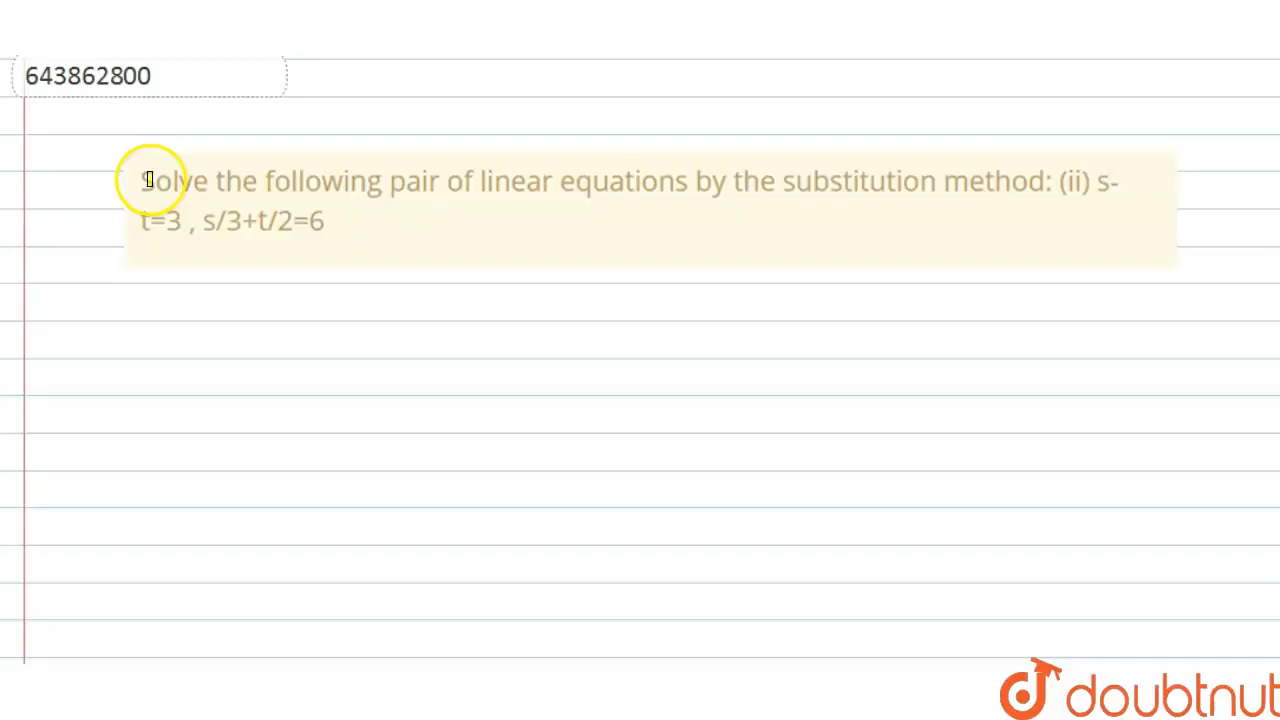 643862800
Solve the following pair of linear equations by the substitution method: (ii) s-
t=3 , s/3+t/2=6
doubtnut